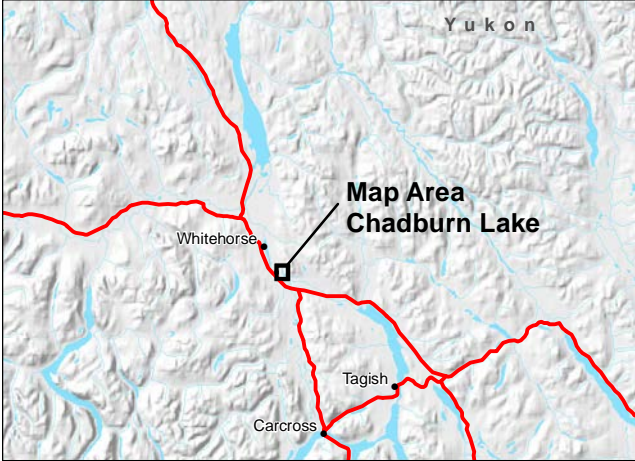 Yukon
Map Area
Chadburn Lake
Whitehorse
Tagish
Carcross